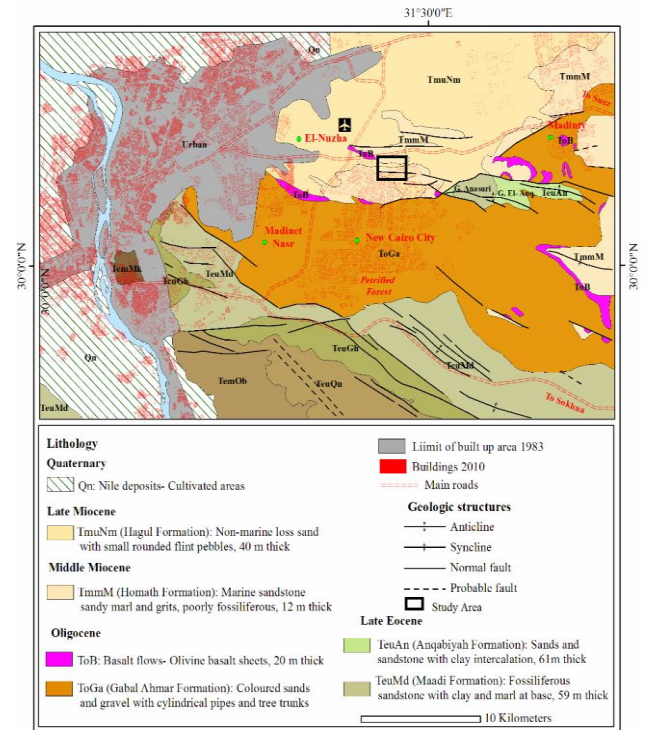 31°30'0"E
Qn
TmuNm
TmmM
To Suez
El-Nuzha
Madinty
Urban
TmmM
ToB
ToB
ToB
G. Anasuri
TeuAn
Madinet
Nasr
New Cairo City
ToGa
TeuMd
TemMk
TeuGh
Petrified
Forest
TmmM
ToB
30°0'0"N
30°0'0"N
30°0'0"N
Qn
TeuGh
TeuMd
TemOb
TeuQn
TeuMd
To Sokhna
Lithology
Quaternary
Qn: Nile deposits- Cultivated areas
Late Miocene
TmuNm (Hagul Formation): Non-marine loss sand
with small rounded flint pebbles, 40 m thick
Middle Miocene
TmmM (Homath Formation): Marine sandstone
sandy marl and grits, poorly fossiliferous, 12 m thick
Oligocene
ToB: Basalt flows- Olivine basalt sheets, 20 m thick
ToGa (Gabal Ahmar Formation): Coloured sands
and gravel with cylindrical pipes and tree trunks
Liimit of built up area 1983
Buildings 2010
Main roads
Geologic structures
Anticline
Syncline
Normal fault
Probable fault
Study Area
Late Eocene
TeuAn (Anqabiyah Formation): Sands and
sandstone with clay intercalation, 61m thick
TeuMd (Maadi Formation): Fossiliferous
sandstone with clay and marl at base, 59 m thick
10 Kilometers